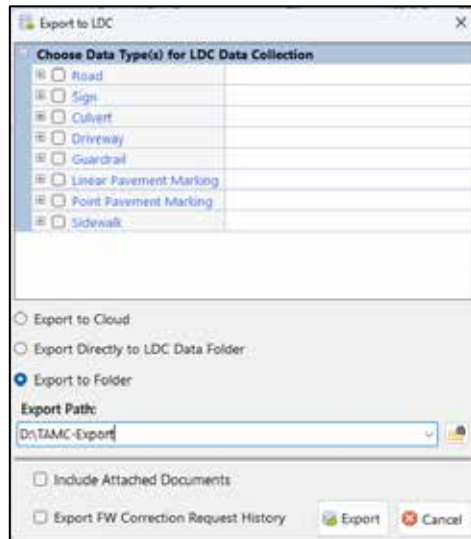 Export to LDC
Choose Data Type(s) for LDC Data Collection
Road
Sign
Culvert
Driveway
Guardrail
Linear Pavement Marking
Point Pavement Marking
Sidewalk
Export to Cloud
Export Directly to LDC Data Folder
Export to Folder
Export Path:
D:\TAMC-Export
Include Attached Documents
Export FW Correction Request History
Export
Cancel